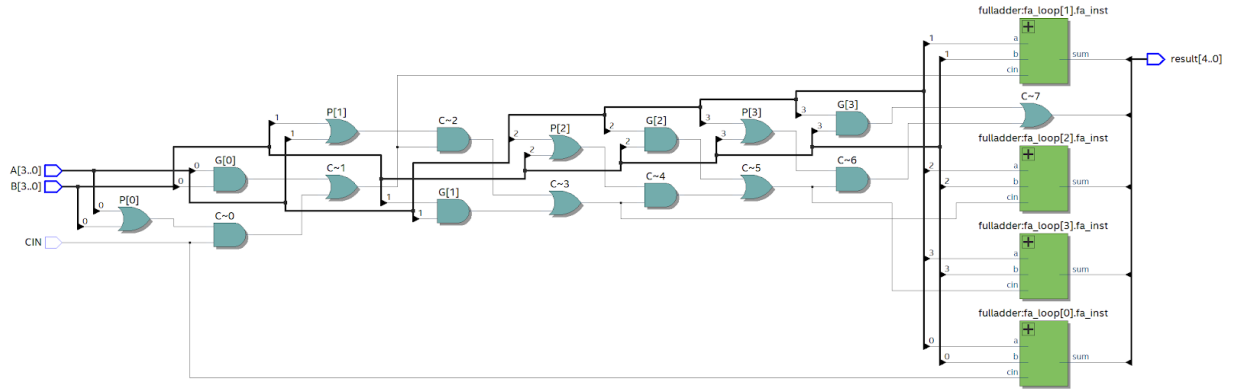 fulladder:fa_loop[1].fa_inst
1
a
1
b
sum
cin
result[4..0]
C~7
P[1]
1
C~2
1
P[2]
2
2
G[2]
2
2
P[3]
3
3
G[3]
3
3
A[3..0]
B[3..0]
0
0
G[0]
C~1
G[1]
1
1
C~3
C~4
C~5
C~6
fulladder:fa_loop[2].fa_inst
2
a
2
b
sum
cin
P[0]
0
0
C~0
CIN
fulladder:fa_loop[3].fa_inst
3
a
3
b
sum
cin
fulladder:fa_loop[0].fa_inst
0
a
0
b
sum
cin